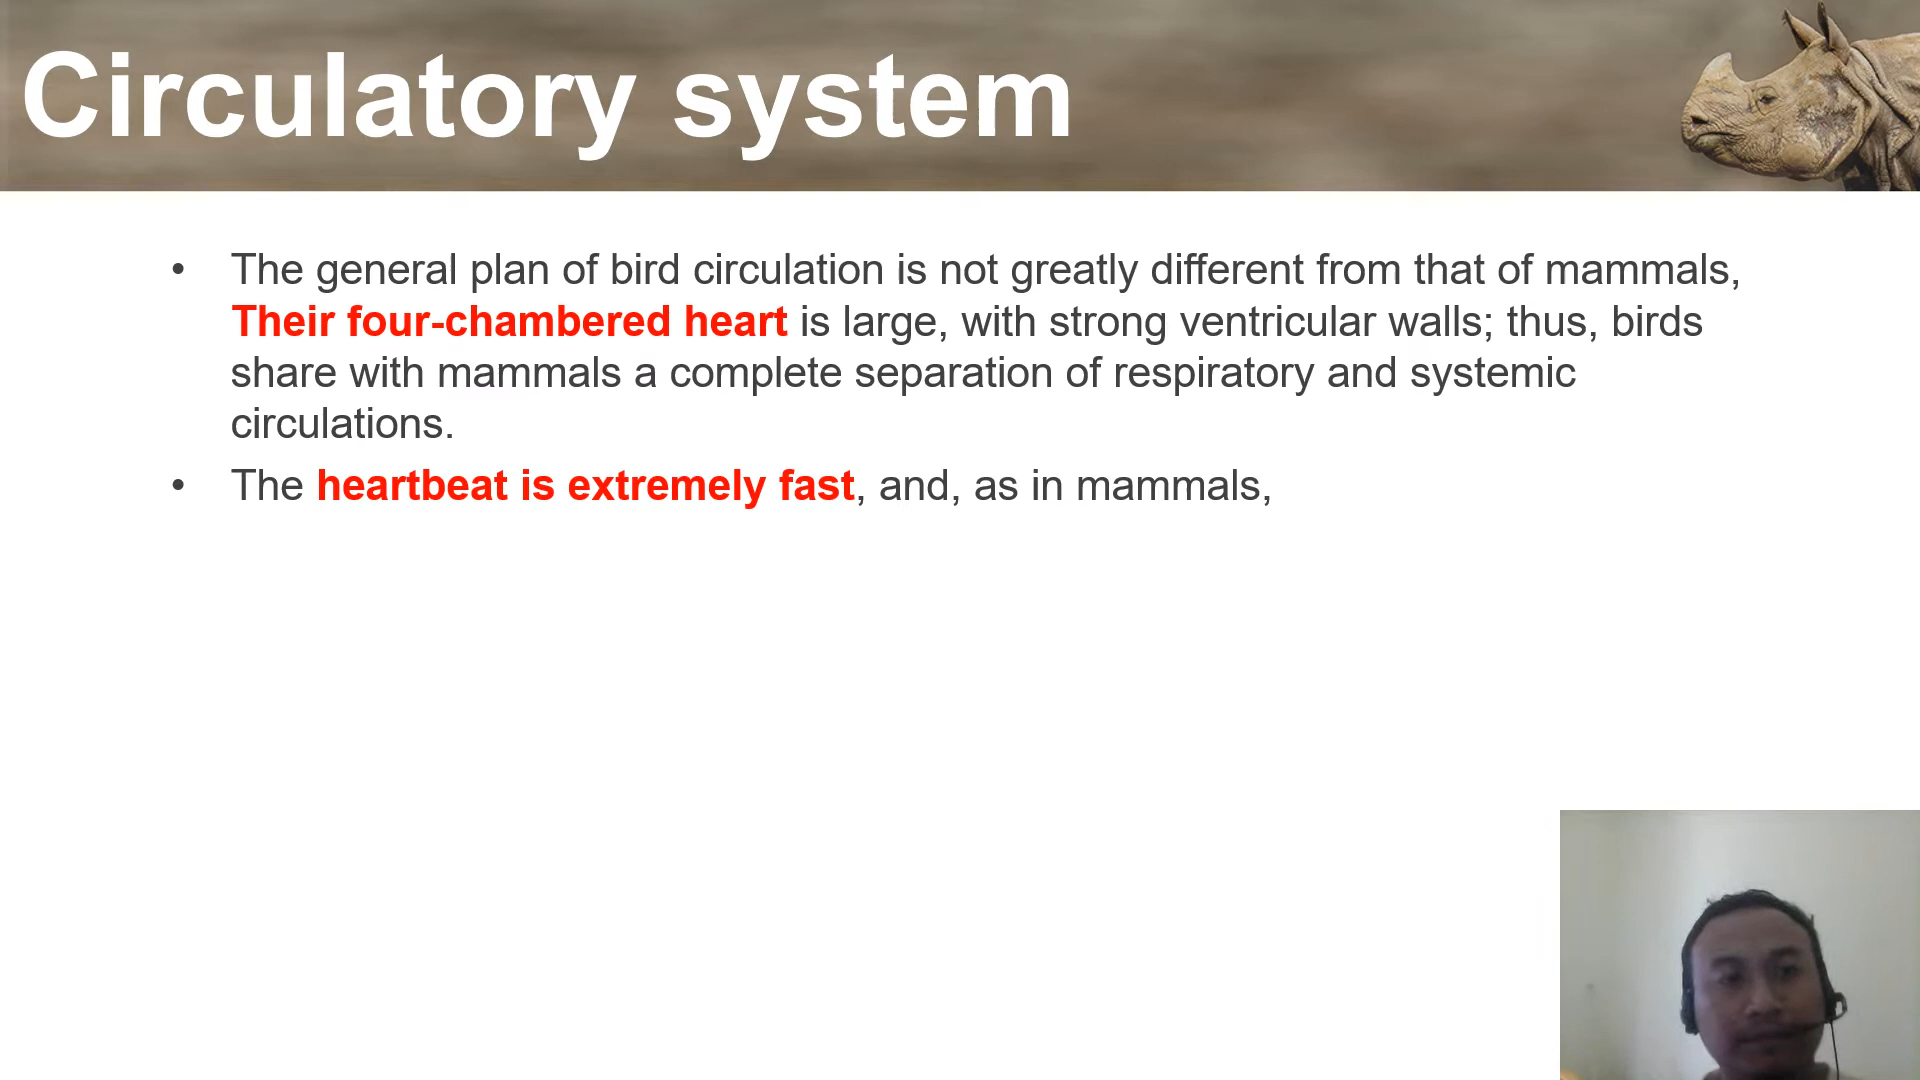 Circulatory system
• The general plan of bird circulation is not greatly different from that of mammals,
Their four-chambered heart is large, with strong ventricular walls; thus, birds
share with mammals a complete separation of respiratory and systemic
circulations.
• The heartbeat is extremely fast, and, as in mammals,